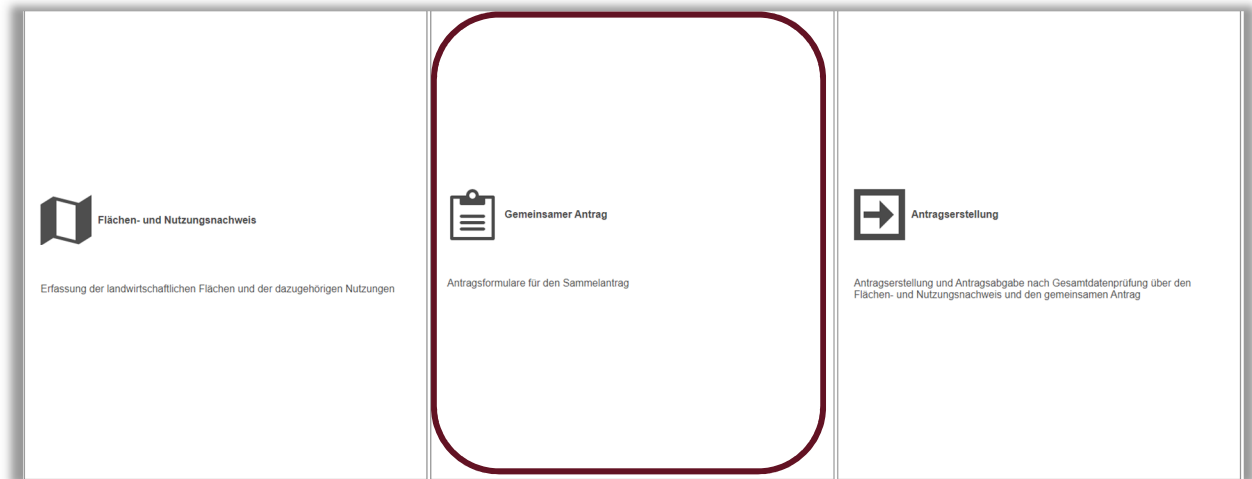 Flächen- und Nutzungsnachweis
Erfassung der landwirtschaftlichen Flächen und der dazugehörigen Nutzungen
Gemeinsamer Antrag
Antragsformulare für den Sammelantrag
Antragserstellung
Antragserstellung und Antragsabgabe nach Gesamtdatenprüfung über den
Flächen- und Nutzungsnachweis und den gemeinsamen Antrag